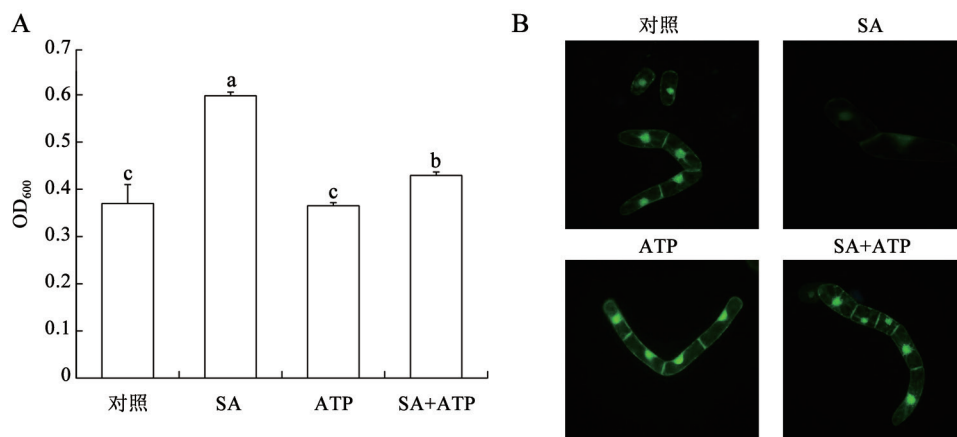 A
OD600
0.7
0.6
0.5
0.4
0.3
0.2
0.1
0
c
a
c
b
对照 SA ATP SA+ATP
B
对照 SA
ATP SA+ATP